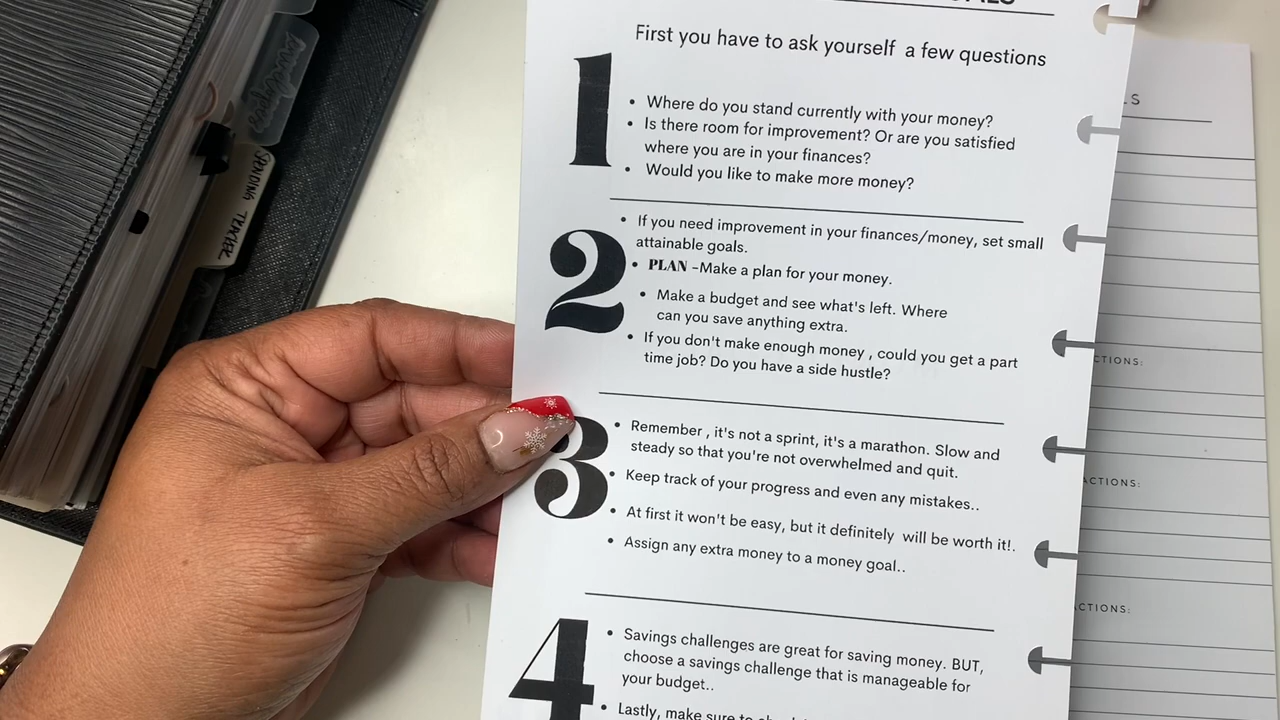 First you have to ask yourself a few questions
1
• Where do you stand currently with your money?
• Is there room for improvement? Or are you satisfied
where you are in your finances?
• Would you like to make more money?
2
• If you need improvement in your finances/money, set small
attainable goals.
• PLAN -Make a plan for your money.
• Make a budget and see what's left. Where
can you save anything extra.
• If you don't make enough money , could you get a part
time job? Do you have a side hustle?
3
• Remember , it's not a sprint, it's a marathon. Slow and
steady so that you're not overwhelmed and quit.
• Keep track of your progress and even any mistakes..
• At first it won't be easy, but it definitely will be worth it!.
• Assign any extra money to a money goal..
4
• Savings challenges are great for saving money. BUT,
choose a savings challenge that is manageable for
your budget..
• Lastly, make sure to
LS
CTIONS:
ACTIONS:
ACTIONS: